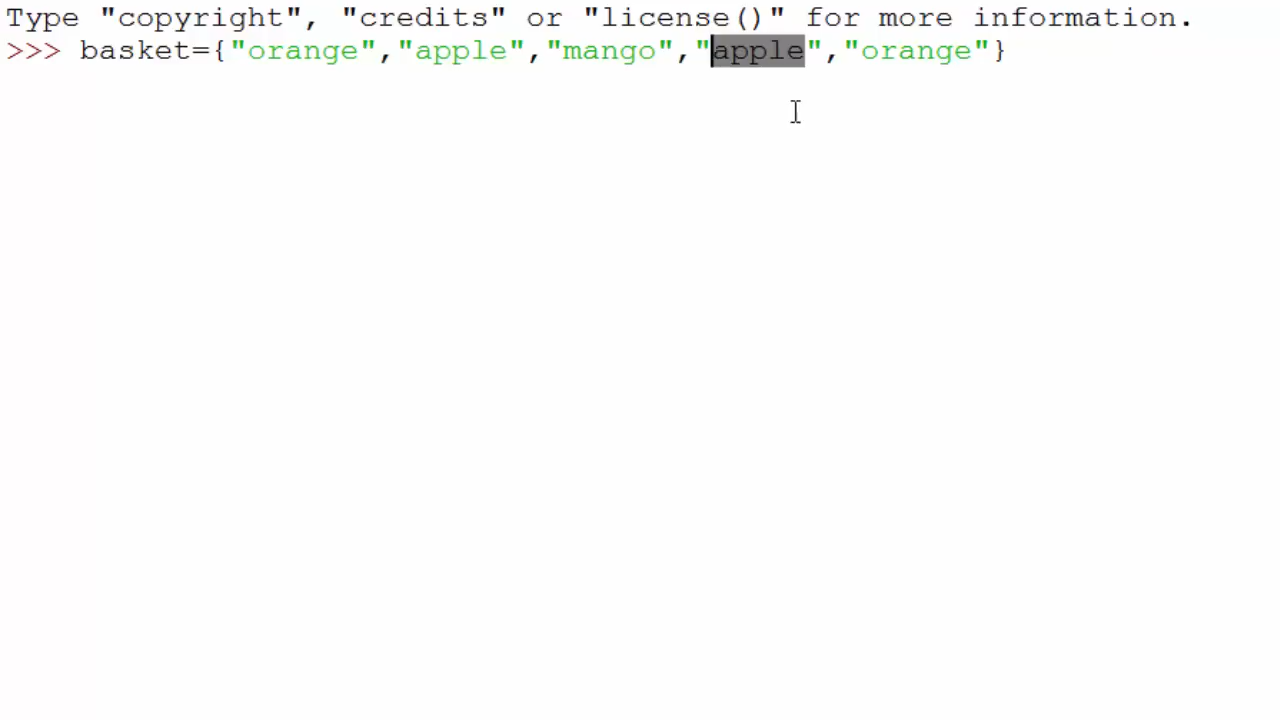 Type "copyright", "credits" or "license()" for more information.
>>> basket={"orange","apple","mango","apple","orange"}